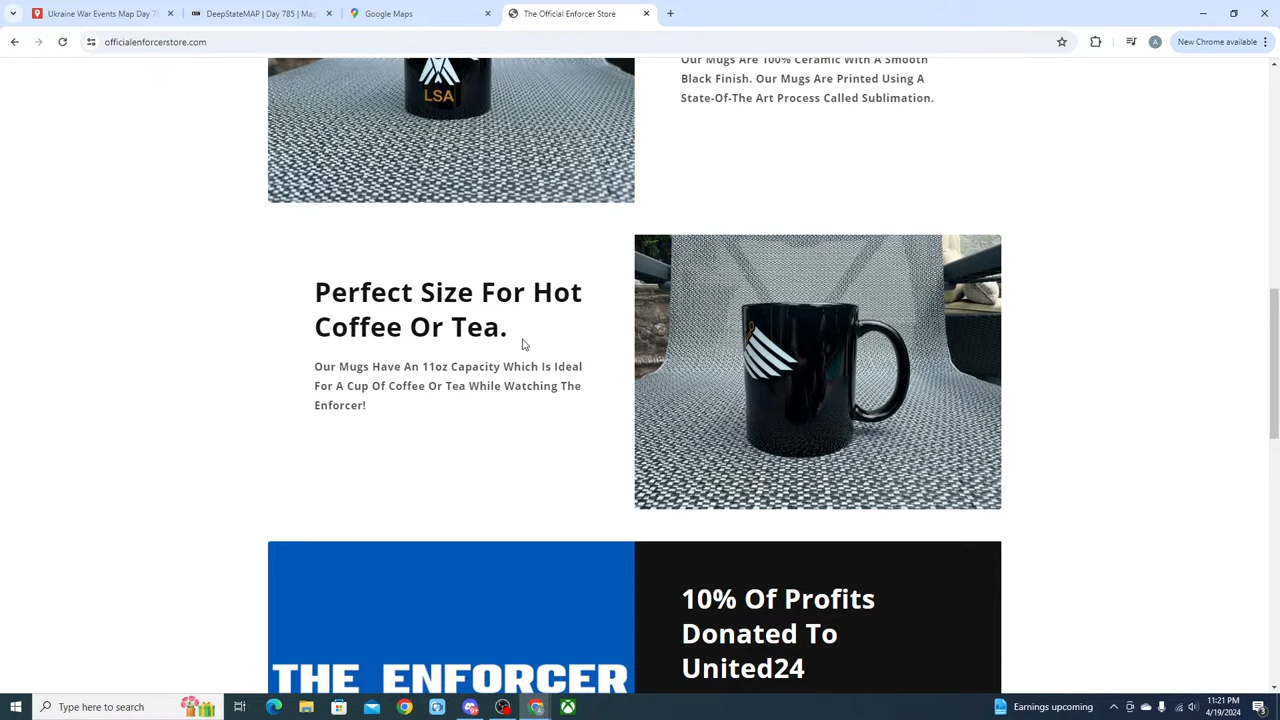 Ukraine War Events Map Day 78
DeepStateMAP | Day 785 | Map
Google Maps
The Official Enforcer Store
officialenforcerstore.com
New Chrome available
LSA
Our Mugs Are 100% Ceramic With A Smooth
Black Finish. Our Mugs Are Printed Using A
State-Of-The Art Process Called Sublimation.
Perfect Size For Hot
Coffee Or Tea.
Our Mugs Have An 11oz Capacity Which Is Ideal
For A Cup Of Coffee Or Tea While Watching The
Enforcer!
THE ENFORCER
10% Of Profits
Donated To
United24
Type here to search
Earnings upcoming
11:21 PM
4/19/2024